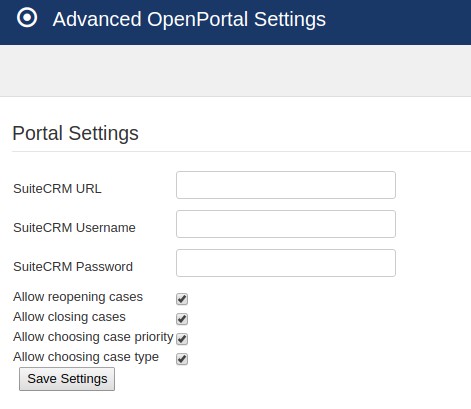 Advanced OpenPortal Settings
Portal Settings
SuiteCRM URL
SuiteCRM Username
SuiteCRM Password
Allow reopening cases
Allow closing cases
Allow choosing case priority
Allow choosing case type
Save Settings